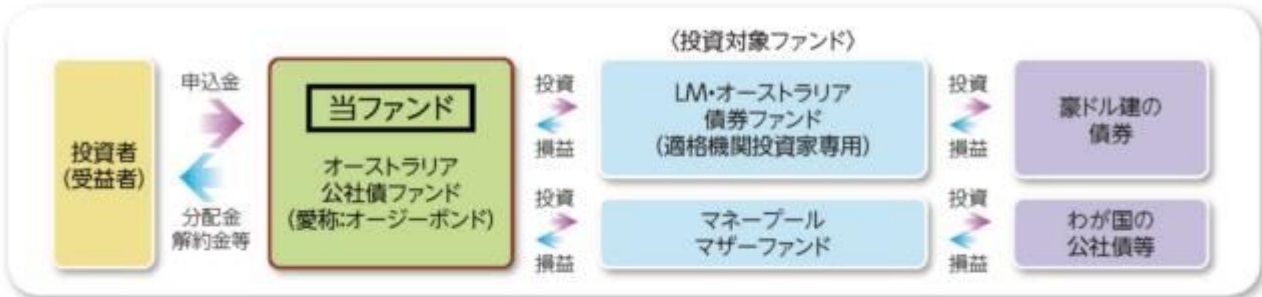 〈投資対象ファンド〉
投資者
(受益者)
申込金
分配金
解約金等
当ファンド
オーストラリア
公社債ファンド
(愛称:オージーボンド)
投資
損益
LM・オーストラリア
債券ファンド
(適格機関投資家専用)
投資
損益
豪ドル建の
債券
投資
損益
マネープール
マザーファンド
投資
損益
わが国の
公社債等